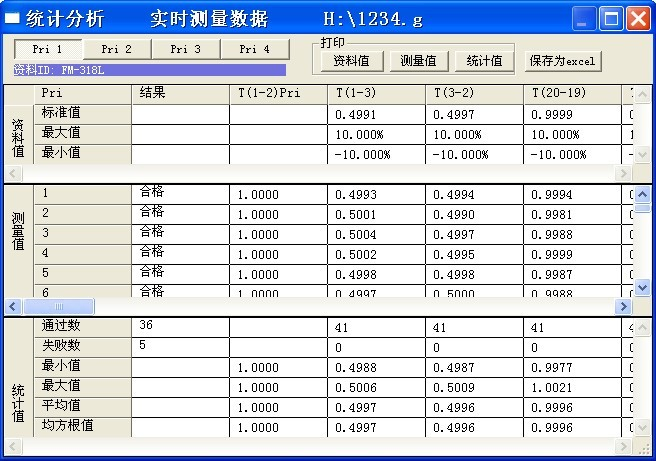 统计分析 实时测量数据 H:\1234.g
Pri 1 Pri 2 Pri 3 Pri 4 打印 资料值 测量值 统计值 保存为excel
资料ID: FM-318L
资料值
Pri 结果 T(1-2)Pri T(1-3) T(3-2) T(20-19)
标准值 0.4991 0.4997 0.9999
最大值 10.000% 10.000% 10.000%
最小值 -10.000% -10.000% -10.000%
测量值
1 合格 1.0000 0.4993 0.4994 0.9994
2 合格 1.0000 0.5001 0.4990 0.9981
3 合格 1.0000 0.5004 0.4997 0.9988
4 合格 1.0000 0.5002 0.4995 0.9999
5 合格 1.0000 0.4998 0.4998 0.9987
6 合格 1.0000 0.4997 0.5000 0.9988
统计值
通过数 36 41 41 41
失败数 5 0 0 0
最小值 1.0000 0.4988 0.4987 0.9977
最大值 1.0000 0.5006 0.5009 1.0021
平均值 1.0000 0.4997 0.4996 0.9996
均方根值 1.0000 0.4997 0.4996 0.9996